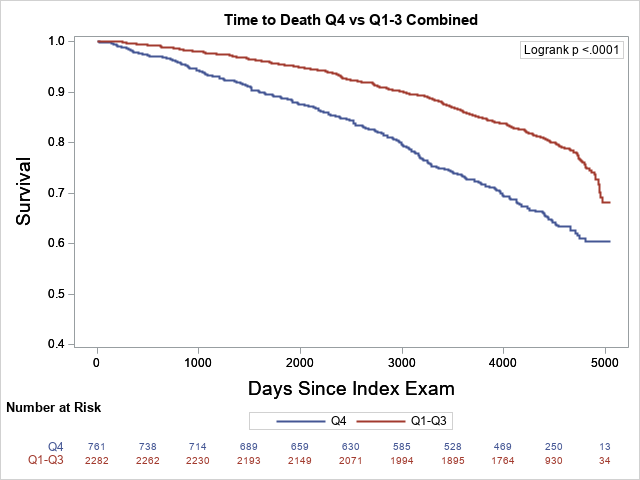 Time to Death Q4 vs Q1-3 Combined
Logrank p <.0001
1.0
0.9
0.8
0.7
0.6
0.5
0.4
Survival
0 1000 2000 3000 4000 5000
Days Since Index Exam
Number at Risk
Q4 Q1-Q3
Q4 761 738 714 689 659 630 585 528 469 250 13
Q1-Q3 2282 2262 2230 2193 2149 2071 1994 1895 1764 930 34